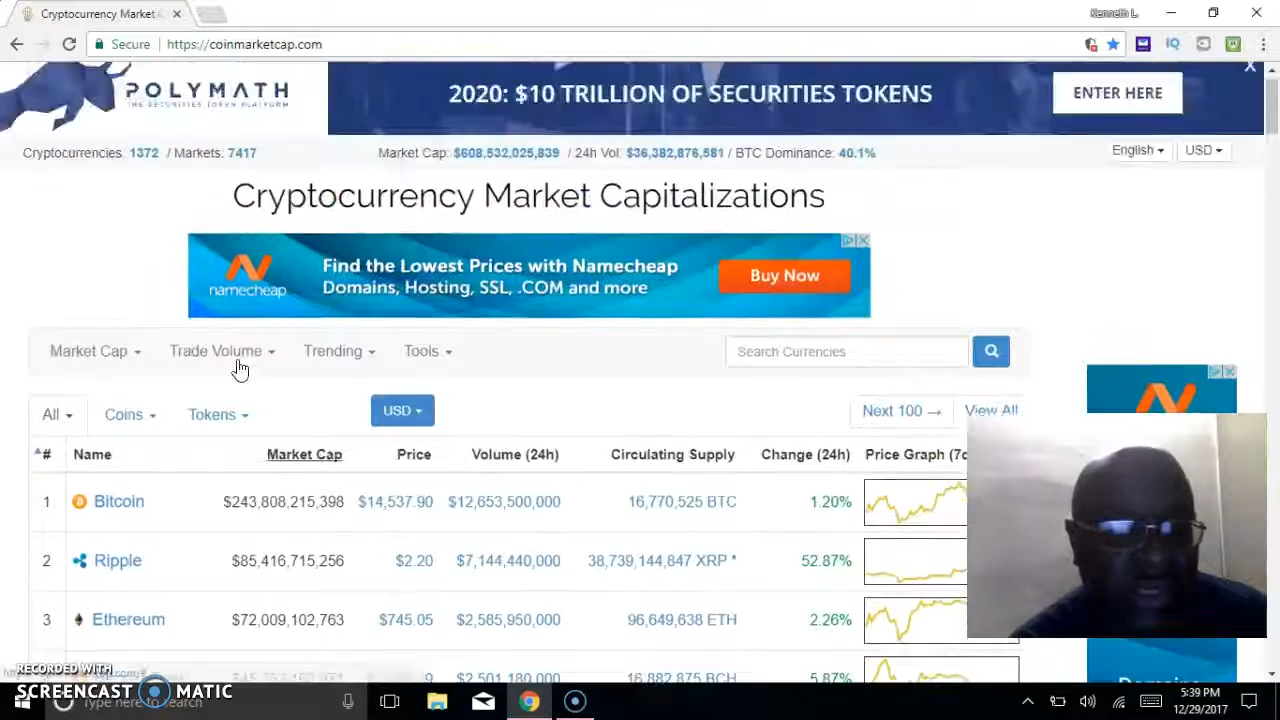 Cryptocurrency Market
Kenneth L.
Secure
https://coinmarketcap.com
POLYMATH
THE SECURITIES TOKEN PLATFORM
2020: $10 TRILLION OF SECURITIES TOKENS
ENTER HERE
X
Cryptocurrencies: 1372 / Markets: 7417
Market Cap: $608,532,025,839 / 24h Vol: $36,382,876,581 / BTC Dominance: 40.1%
English
USD
Cryptocurrency Market Capitalizations
namecheap
Find the Lowest Prices with Namecheap
Domains, Hosting, SSL, .COM and more
Buy Now
Market Cap
Trade Volume
Trending
Tools
Search Currencies
All
Coins
Tokens
USD
Next 100 →
View All
# Name Market Cap Price Volume (24h) Circulating Supply Change (24h) Price Graph (7d
1 Bitcoin $243,808,215,398 $14,537.90 $12,653,500,000 16,770,525 BTC 1.20%
2 Ripple $85,416,715,256 $2.20 $7,144,440,000 38,739,144,847 XRP * 52.87%
3 Ethereum $72,009,102,763 $745.05 $2,585,950,000 96,649,638 ETH 2.26%
$2,501,180,000 16,882,875 BCH 5.87%
RECORDED WITH
SCREENCAST MATIC
Type here to search
5:39 PM
12/29/2017